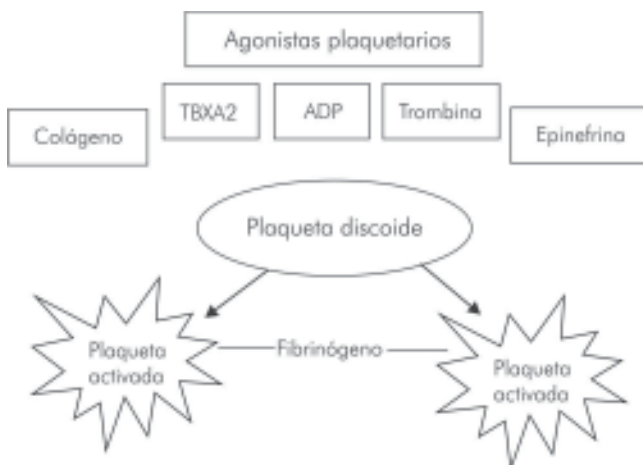 Agonistas plaquetarios
Colágeno
TBXA2
ADP
Trombina
Epinefrina
Plaqueta discoide
Plaqueta
activada
Fibrinógeno
Plaqueta
activada